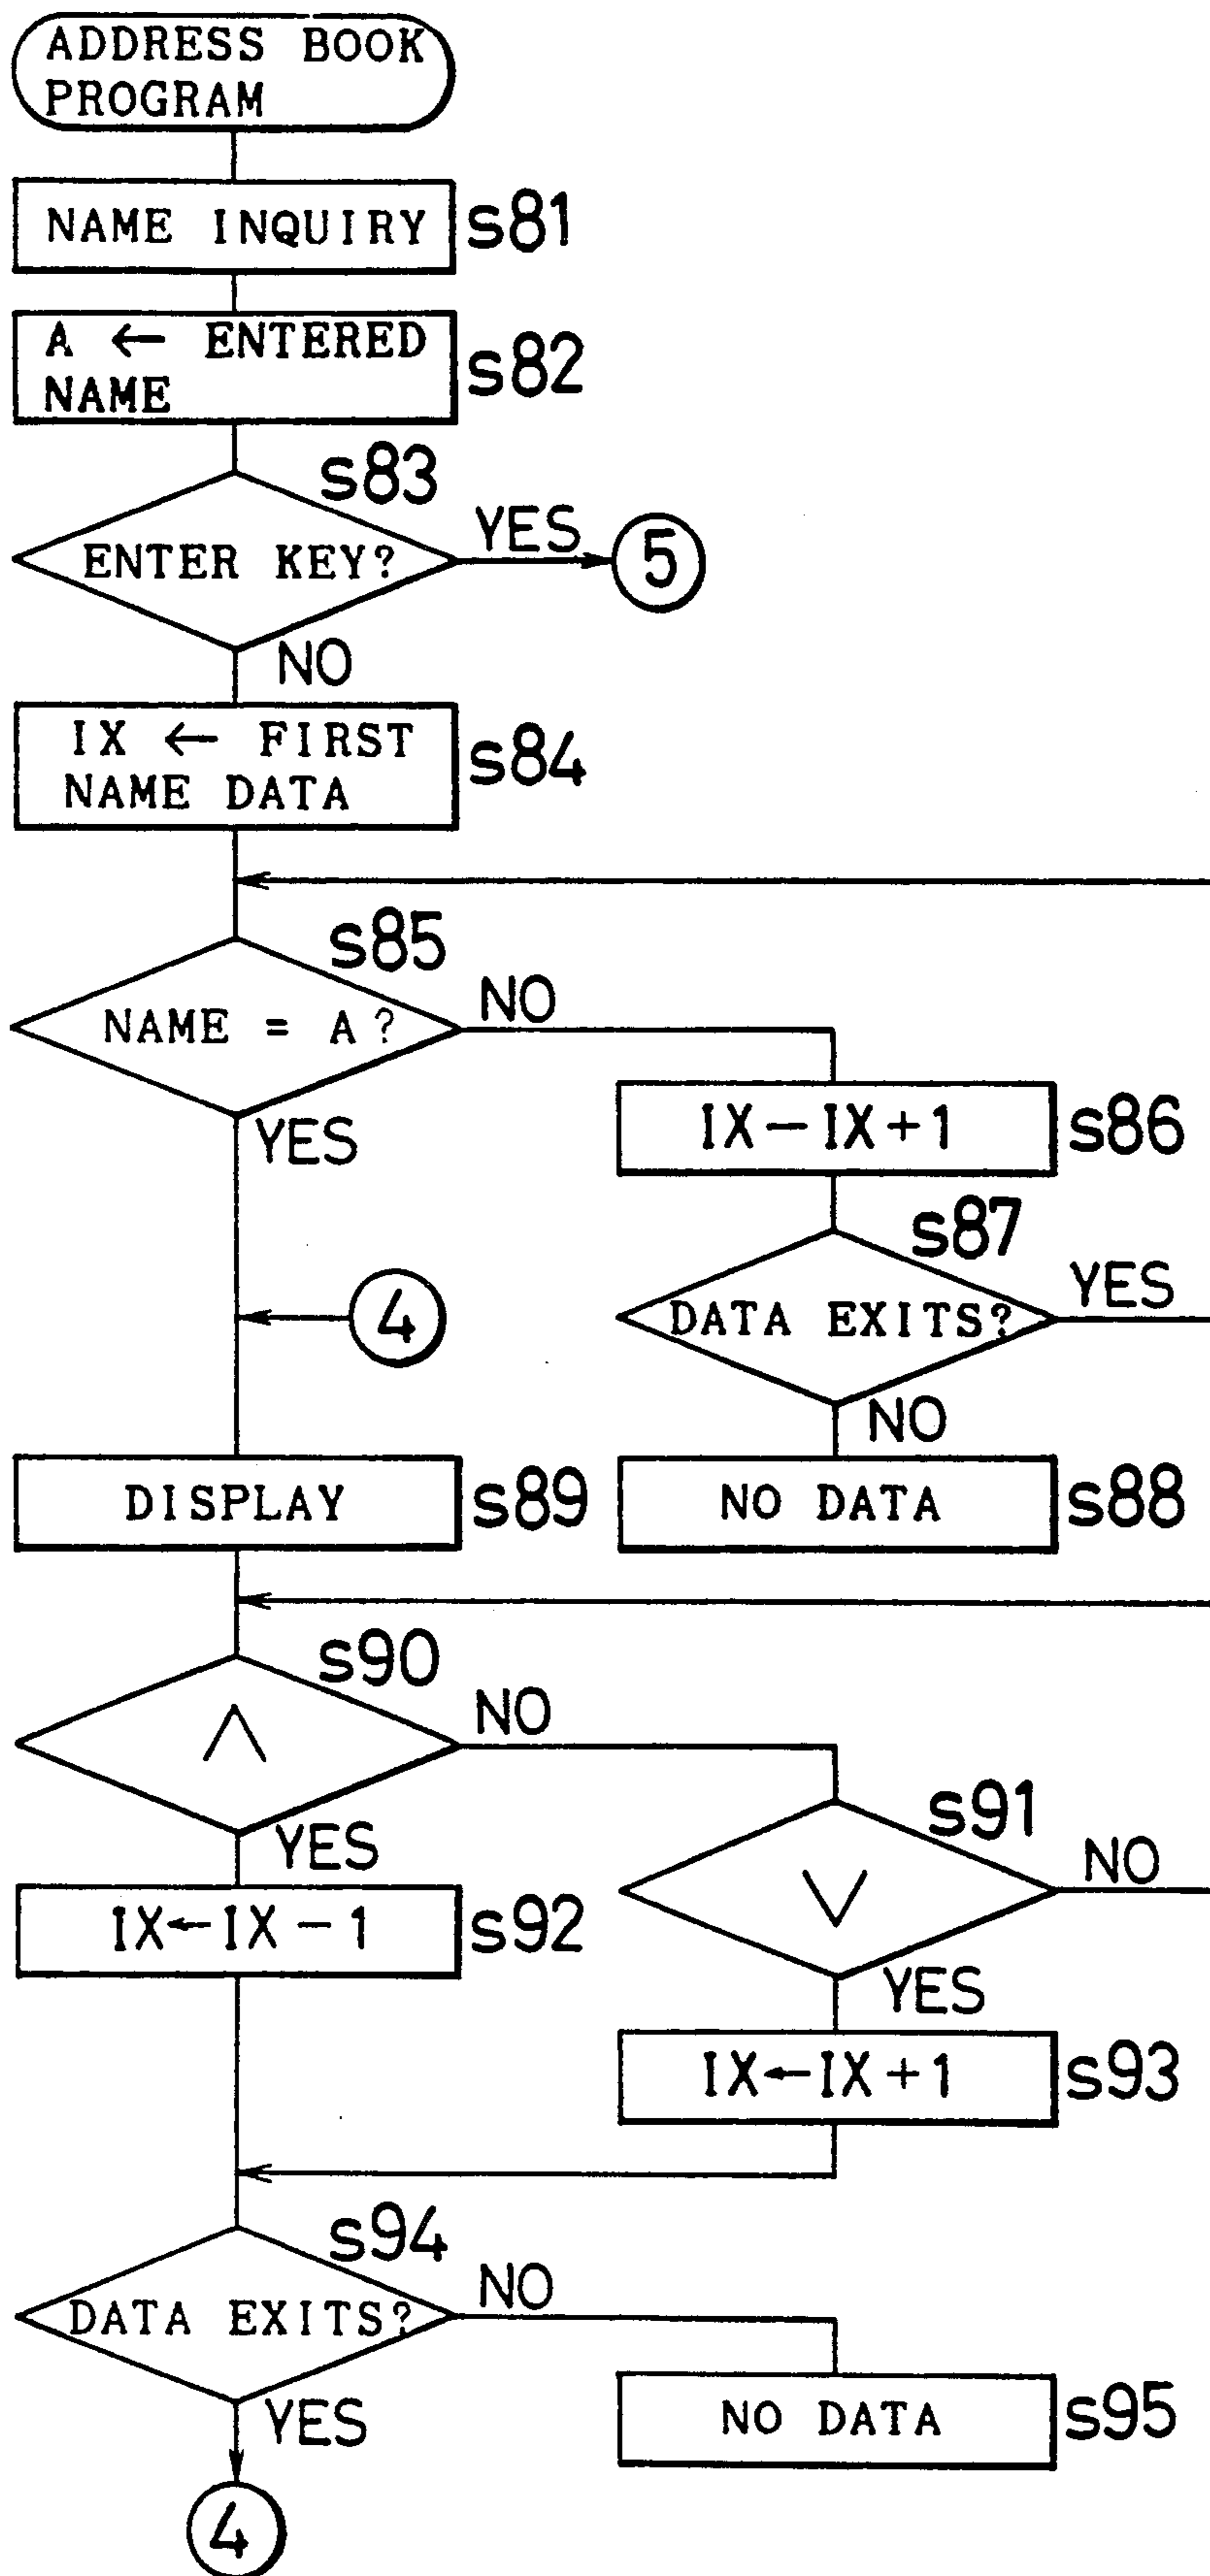 ADDRESS BOOK
PROGRAM
NAME INQUIRY
s81
A ← ENTERED
NAME
s82
s83
ENTER KEY?
YES
5
NO
IX ← FIRST
NAME DATA
s84
s85
NAME = A?
NO
YES
IX−IX+1
s86
s87
DATA EXITS?
YES
4
NO
DISPLAY
s89
NO DATA
s88
s90
∧
NO
YES
s91
∨
NO
IX←IX−1
s92
YES
IX←IX+1
s93
s94
DATA EXITS?
NO
YES
NO DATA
s95
4